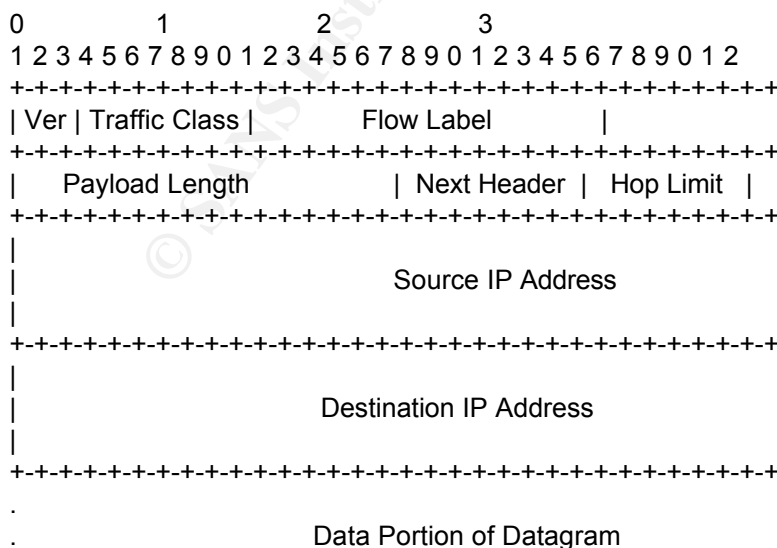 0 1 2 3
1 2 3 4 5 6 7 8 9 0 1 2 3 4 5 6 7 8 9 0 1 2 3 4 5 6 7 8 9 0 1 2
+-+-+-+-+-+-+-+-+-+-+-+-+-+-+-+-+-+-+-+-+-+-+-+-+-+-+-+-+-+-+-+-+
| Ver | Traffic Class | Flow Label |
+-+-+-+-+-+-+-+-+-+-+-+-+-+-+-+-+-+-+-+-+-+-+-+-+-+-+-+-+-+-+-+-+
| Payload Length | Next Header | Hop Limit |
+-+-+-+-+-+-+-+-+-+-+-+-+-+-+-+-+-+-+-+-+-+-+-+-+-+-+-+-+-+-+-+-+
|
| Source IP Address
|
+-+-+-+-+-+-+-+-+-+-+-+-+-+-+-+-+-+-+-+-+-+-+-+-+-+-+-+-+-+-+-+-+
|
| Destination IP Address
|
+-+-+-+-+-+-+-+-+-+-+-+-+-+-+-+-+-+-+-+-+-+-+-+-+-+-+-+-+-+-+-+-+
.
. Data Portion of Datagram
© SANS